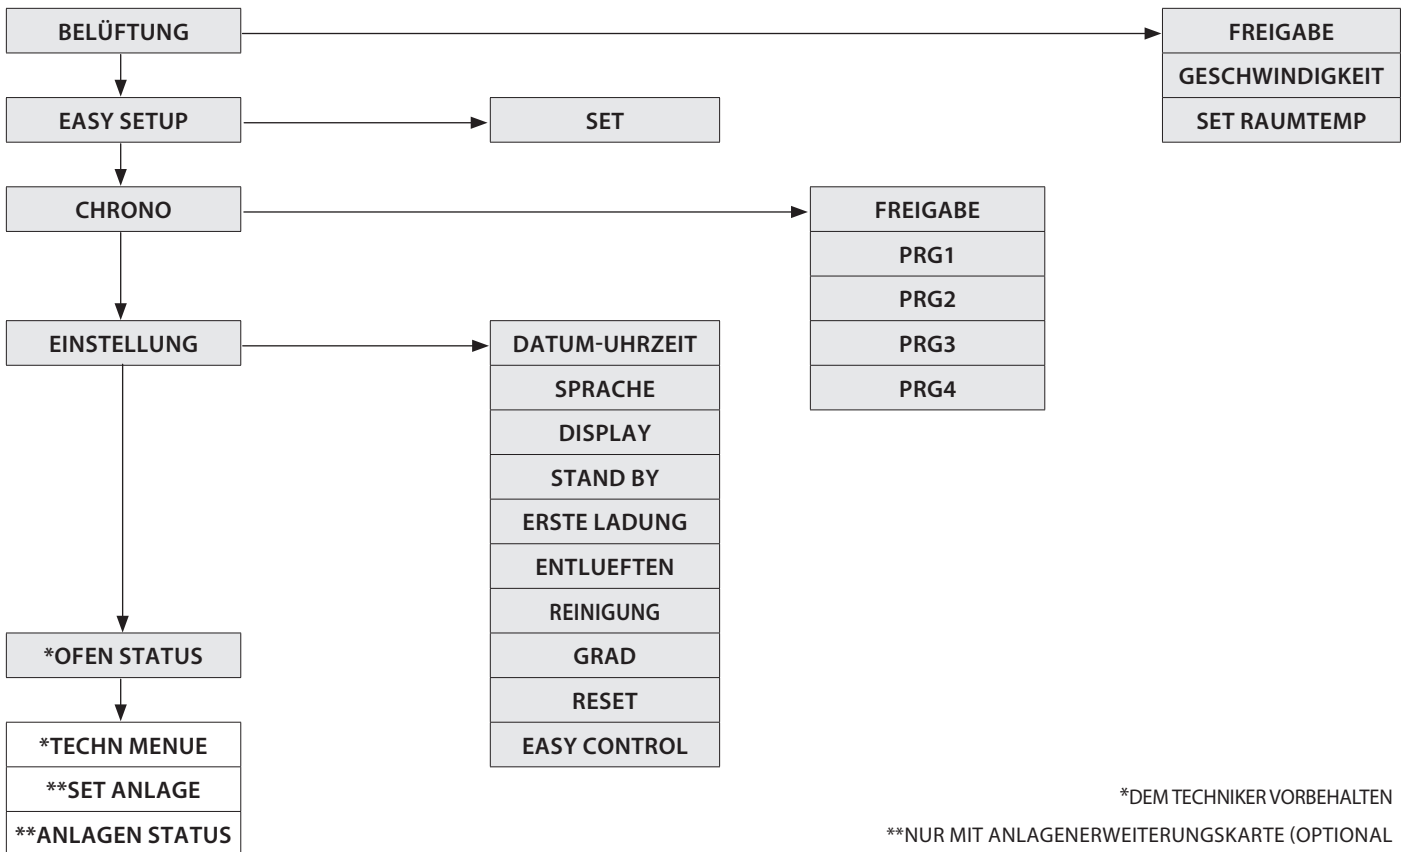 BELÜFTUNG
FREIGABE
GESCHWINDIGKEIT
SET RAUMTEMP
EASY SETUP
SET
CHRONO
FREIGABE
PRG1
PRG2
PRG3
PRG4
EINSTELLUNG
DATUM-UHRZEIT
SPRACHE
DISPLAY
STAND BY
ERSTE LADUNG
ENTLUEFTEN
REINIGUNG
GRAD
RESET
EASY CONTROL
*OFEN STATUS
*TECHN MENUE
**SET ANLAGE
**ANLAGEN STATUS
*DEM TECHNIKER VORBEHALTEN
**NUR MIT ANLAGENERWEITERUNGSKARTE (OPTIONAL